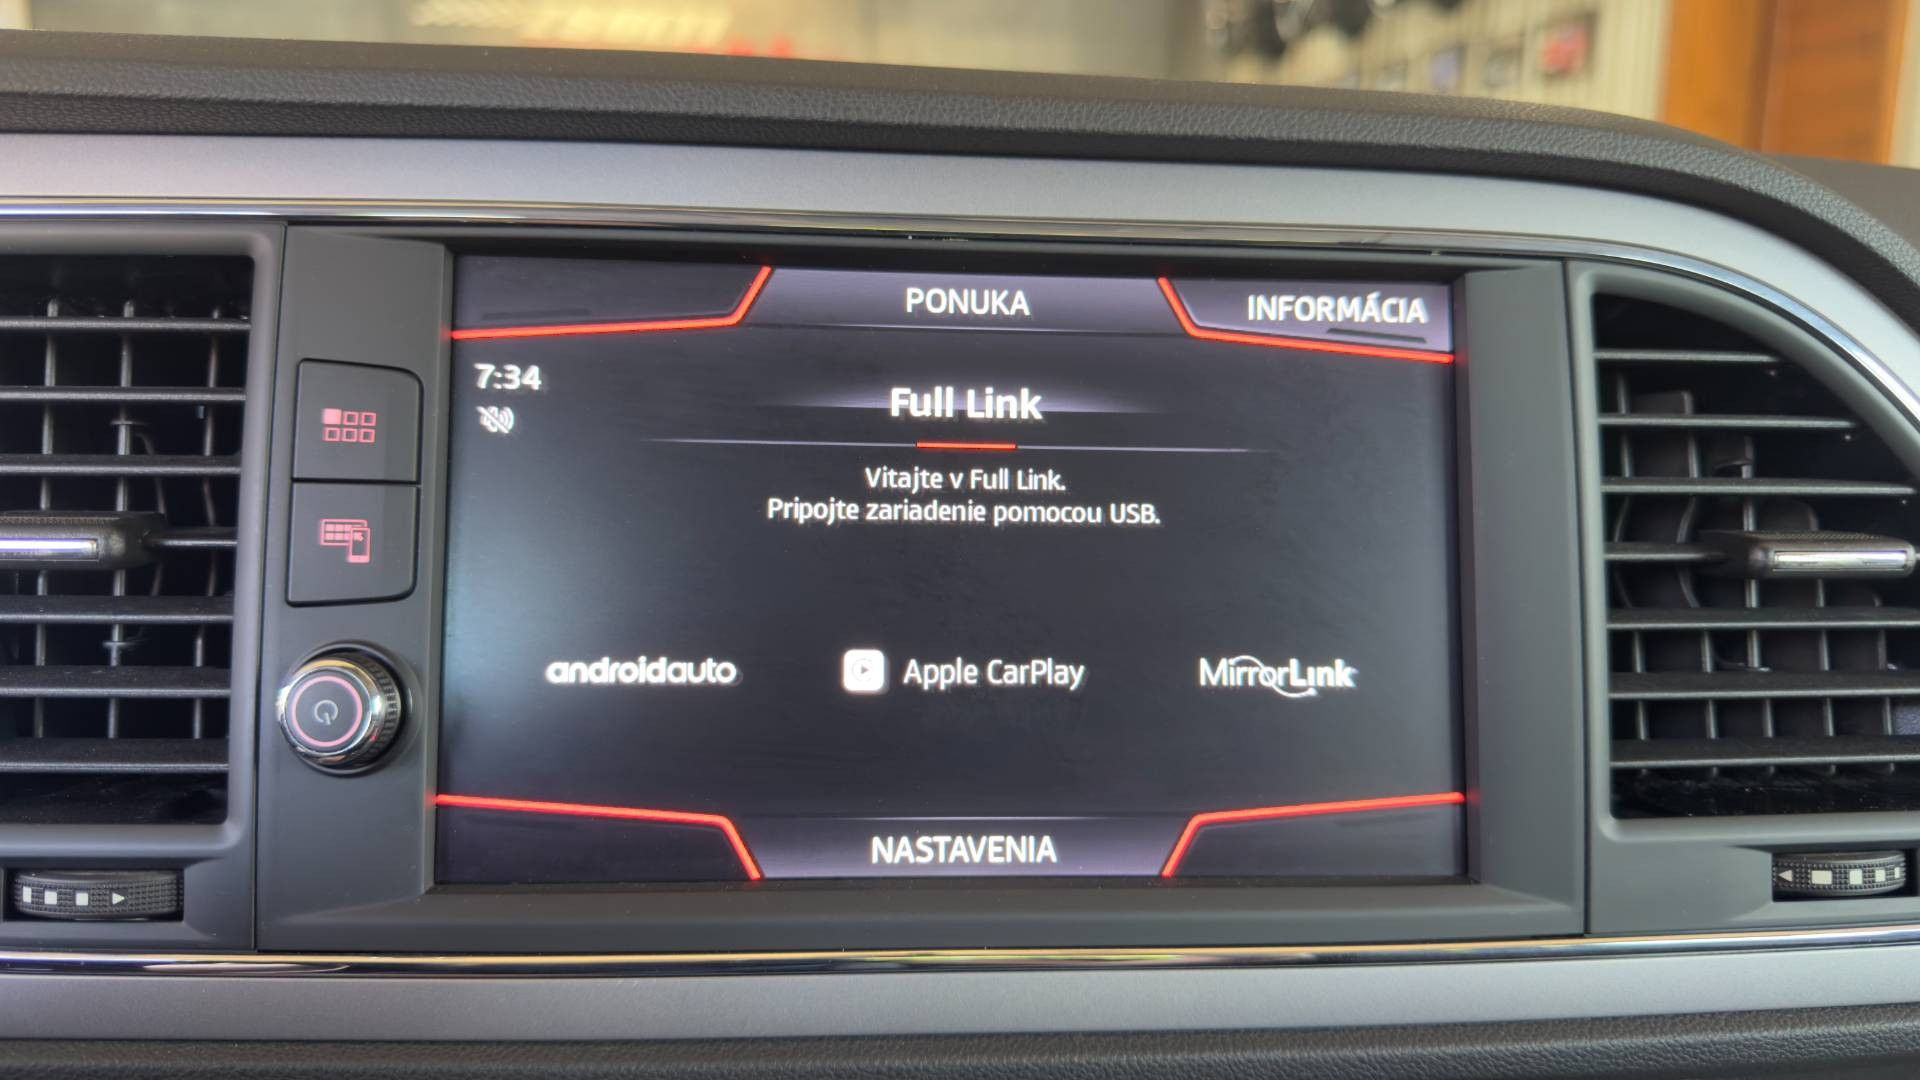 PONUKA
INFORMÁCIA
7:34
Full Link
Vitajte v Full Link.
Pripojte zariadenie pomocou USB.
androidauto
Apple CarPlay
MirrorLink
NASTAVENIA